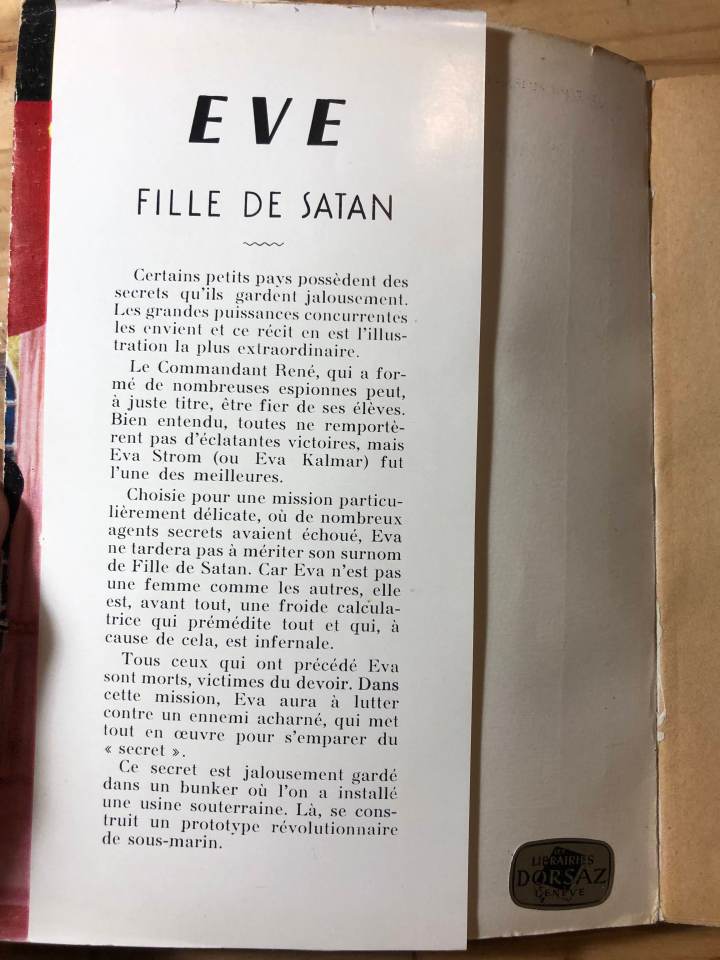 EVE
FILLE DE SATAN
Certains petits pays possèdent des
secrets qu'ils gardent jalousement.
Les grandes puissances concurrentes
les envient et ce récit en est l'illus-
tration la plus extraordinaire.
Le Commandant René, qui a for-
mé de nombreuses espionnes peut,
à juste titre, être fier de ses élèves.
Bien entendu, toutes ne remportè-
rent pas d'éclatantes victoires, mais
Eva Strom (ou Eva Kalmar) fut
l'une des meilleures.
Choisie pour une mission particu-
lièrement délicate, où de nombreux
agents secrets avaient échoué, Eva
ne tardera pas à mériter son surnom
de Fille de Satan. Car Eva n'est pas
une femme comme les autres, elle
est, avant tout, une froide calcula-
trice qui prémédite tout et qui, à
cause de cela, est infernale.
Tous ceux qui ont précédé Eva
sont morts, victimes du devoir. Dans
cette mission, Eva aura à lutter
contre un ennemi acharné, qui met
tout en œuvre pour s'emparer du
« secret ».
Ce secret est jalousement gardé
dans un bunker où l'on a installé
une usine souterraine. Là, se cons-
truit un prototype révolutionnaire
de sous-marin.
LIBRAIRIES
DORSAZ
GENÈVE